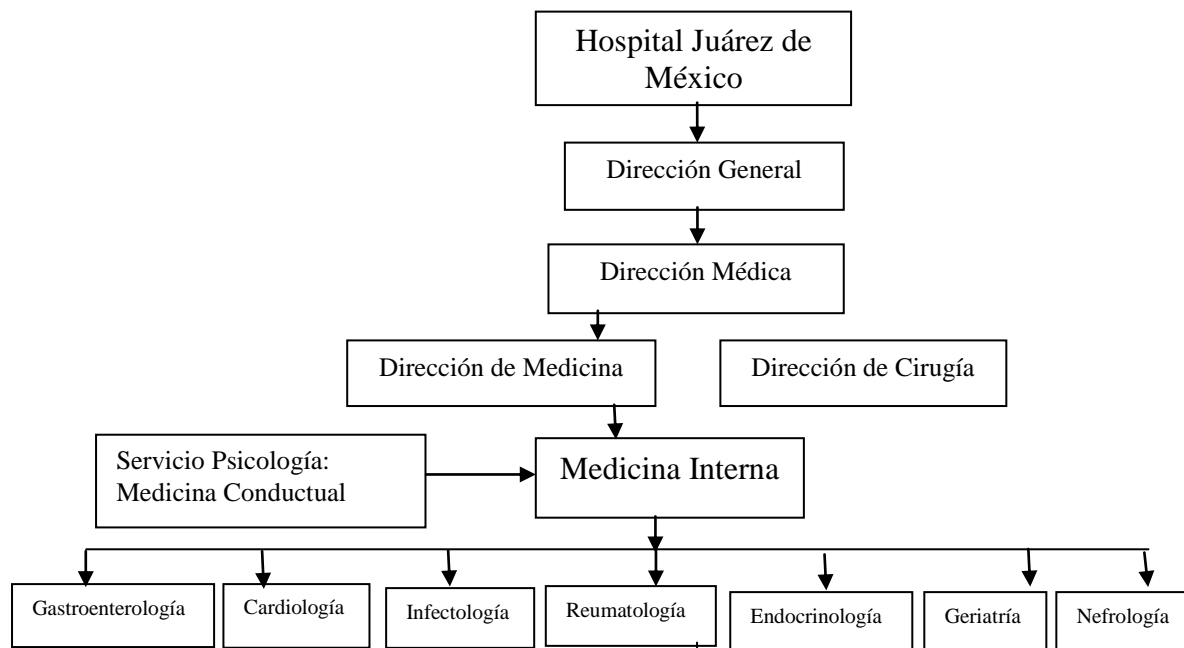 Hospital Juárez de
México
Dirección General
Dirección Médica
Dirección de Medicina
Dirección de Cirugía
Servicio Psicología:
Medicina Conductual
Medicina Interna
Gastroenterología
Cardiología
Infectología
Reumatología
Endocrinología
Geriatría
Nefrología